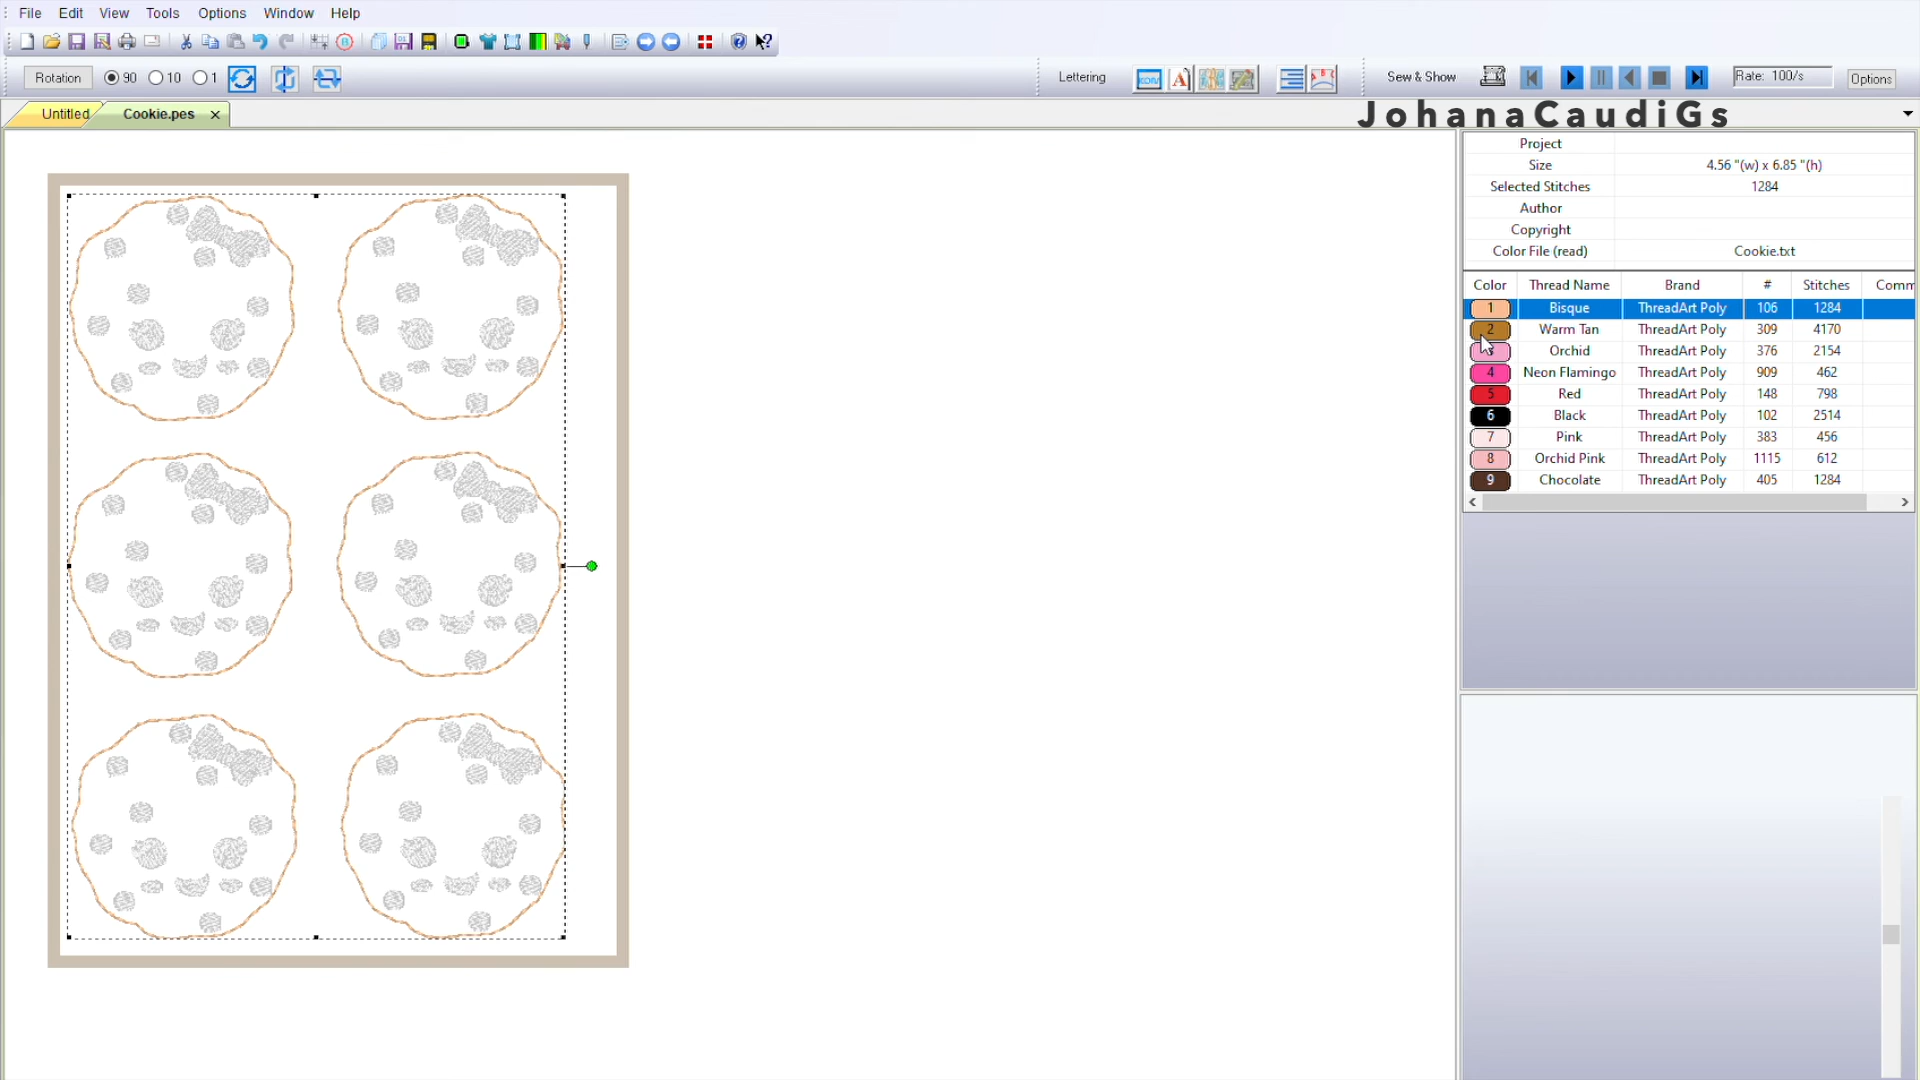 File Edit View Tools Options Window Help
Rotation 90 10 1 Lettering Sew & Show Rate: 100/s Options
Untitled Cookie.pes JohanaCaudiGs
Project
Size 4.56 "(w) x 6.85 "(h)
Selected Stitches 1284
Author
Copyright
Color File (read) Cookie.txt
Color Thread Name Brand # Stitches Comm
1 Bisque ThreadArt Poly 106 1284
2 Warm Tan ThreadArt Poly 309 4170
Orchid ThreadArt Poly 376 2154
4 Neon Flamingo ThreadArt Poly 909 462
5 Red ThreadArt Poly 148 798
6 Black ThreadArt Poly 102 2514
7 Pink ThreadArt Poly 383 456
8 Orchid Pink ThreadArt Poly 1115 612
9 Chocolate ThreadArt Poly 405 1284